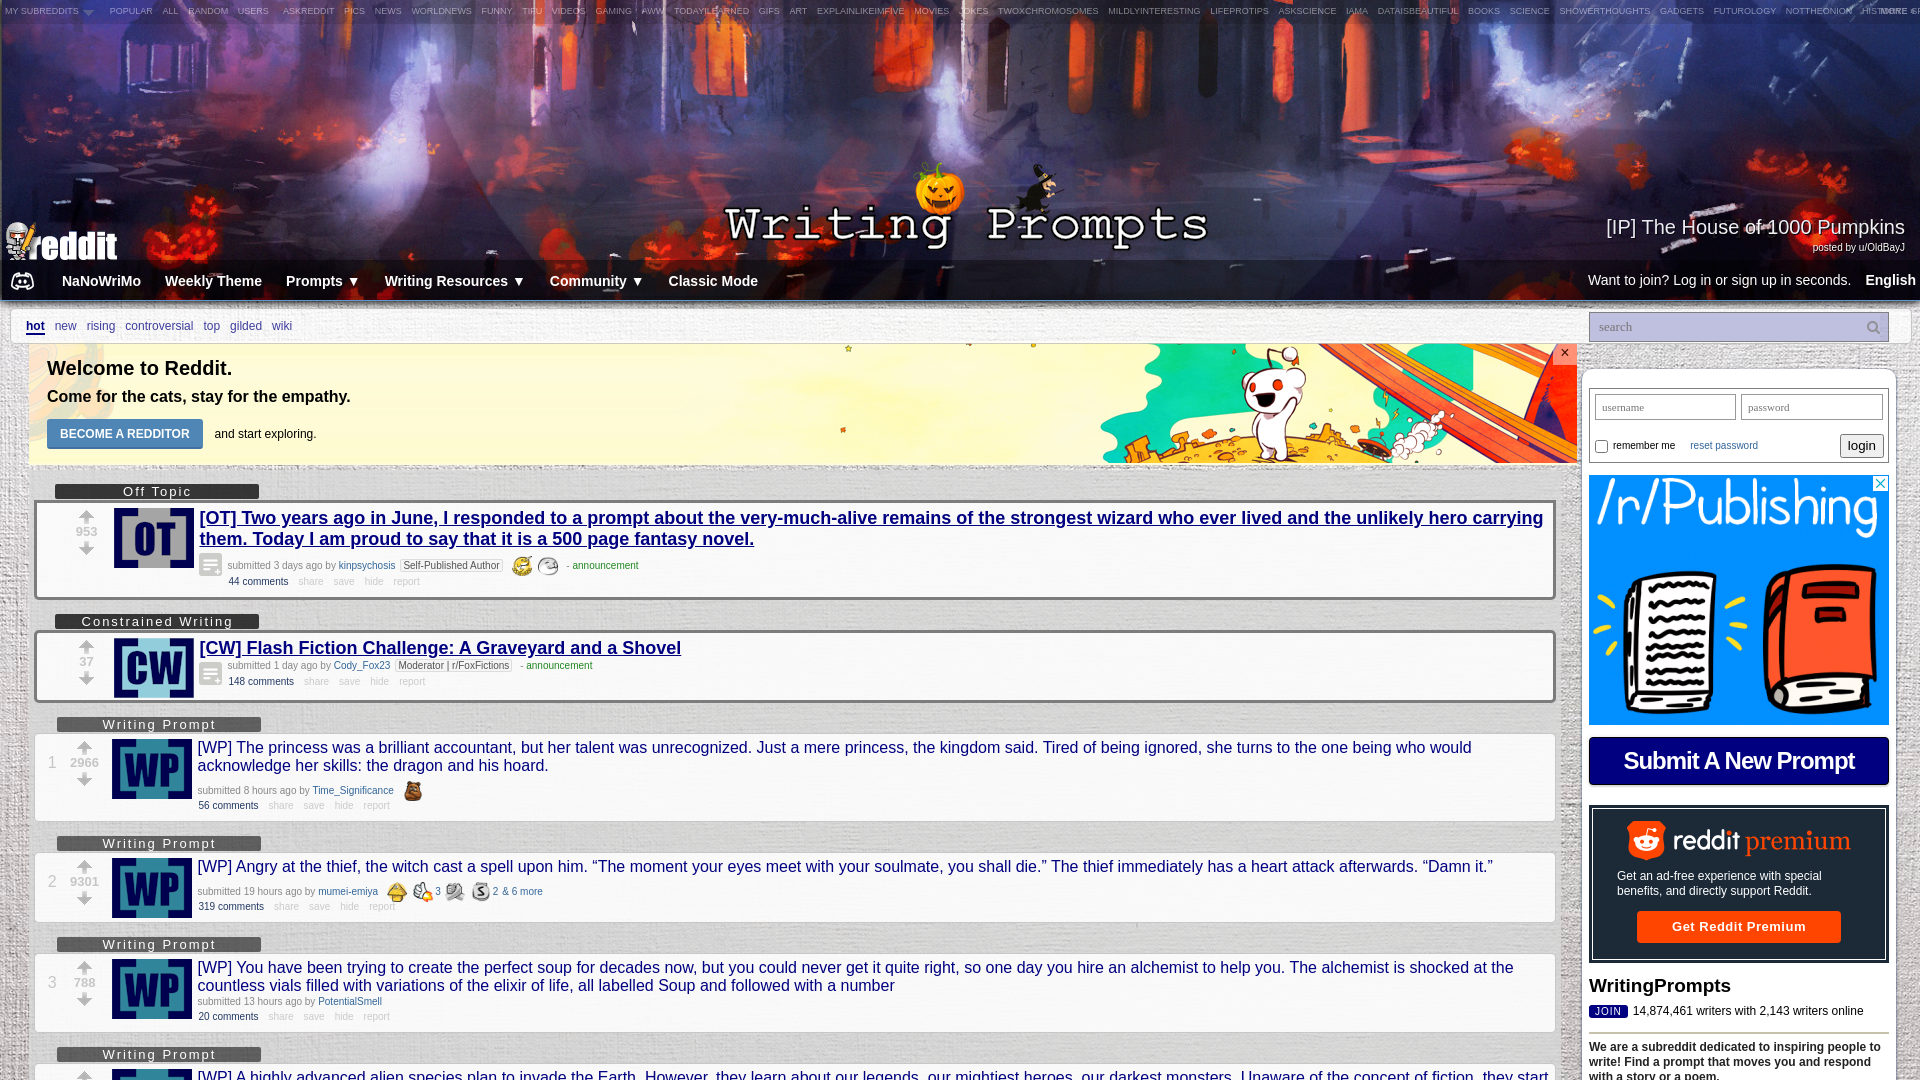 MY SUBREDDITS POPULAR ALL RANDOM USERS ASKREDDIT PICS NEWS WORLDNEWS FUNNY TIFU VIDEOS GAMING AWW TODAYILEARNED GIFS ART EXPLAINLIKEIMFIVE MOVIES JOKES TWOXCHROMOSOMES MILDLYINTERESTING LIFEPROTIPS ASKSCIENCE IAMA DATAISBEAUTIFUL BOOKS SCIENCE SHOWERTHOUGHTS GADGETS FUTUROLOGY NOTTHEONION
Writing Prompts
reddit
[IP] The House of 1000 Pumpkins
posted by u/OldBayJ
NaNoWriMo Weekly Theme Prompts ▼ Writing Resources ▼ Community ▼ Classic Mode
Want to join? Log in or sign up in seconds. English
hot new rising controversial top gilded wiki
search
Welcome to Reddit.
Come for the cats, stay for the empathy.
BECOME A REDDITOR and start exploring.
×
username password
remember me reset password login
Off Topic
953
OT
[OT] Two years ago in June, I responded to a prompt about the very-much-alive remains of the strongest wizard who ever lived and the unlikely hero carrying
them. Today I am proud to say that it is a 500 page fantasy novel.
submitted 3 days ago by kinpsychosis Self-Published Author - announcement
44 comments share save hide report
Constrained Writing
37
CW
[CW] Flash Fiction Challenge: A Graveyard and a Shovel
submitted 1 day ago by Cody_Fox23 Moderator | r/FoxFictions - announcement
148 comments share save hide report
Writing Prompt
1
2966
WP
[WP] The princess was a brilliant accountant, but her talent was unrecognized. Just a mere princess, the kingdom said. Tired of being ignored, she turns to the one being who would
acknowledge her skills: the dragon and his hoard.
submitted 8 hours ago by Time_Significance
56 comments share save hide report
Writing Prompt
2
9301
WP
[WP] Angry at the thief, the witch cast a spell upon him. “The moment your eyes meet with your soulmate, you shall die.” The thief immediately has a heart attack afterwards. “Damn it.”
submitted 19 hours ago by mumei-emiya 3 2 & 6 more
319 comments share save hide report
Writing Prompt
3
788
WP
[WP] You have been trying to create the perfect soup for decades now, but you could never get it quite right, so one day you hire an alchemist to help you. The alchemist is shocked at the
countless vials filled with variations of the elixir of life, all labelled Soup and followed with a number
submitted 13 hours ago by PotentialSmell
20 comments share save hide report
Writing Prompt
[WP] A highly advanced alien species plan to invade the Earth. However, they learn about our legends, our mightiest heroes, our darkest monsters. Unaware of the concept of fiction, they start
/r/Publishing
Submit A New Prompt
reddit premium
Get an ad-free experience with special
benefits, and directly support Reddit.
Get Reddit Premium
WritingPrompts
JOIN 14,874,461 writers with 2,143 writers online
We are a subreddit dedicated to inspiring people to
write! Find a prompt that moves you and respond
with a story or a poem.